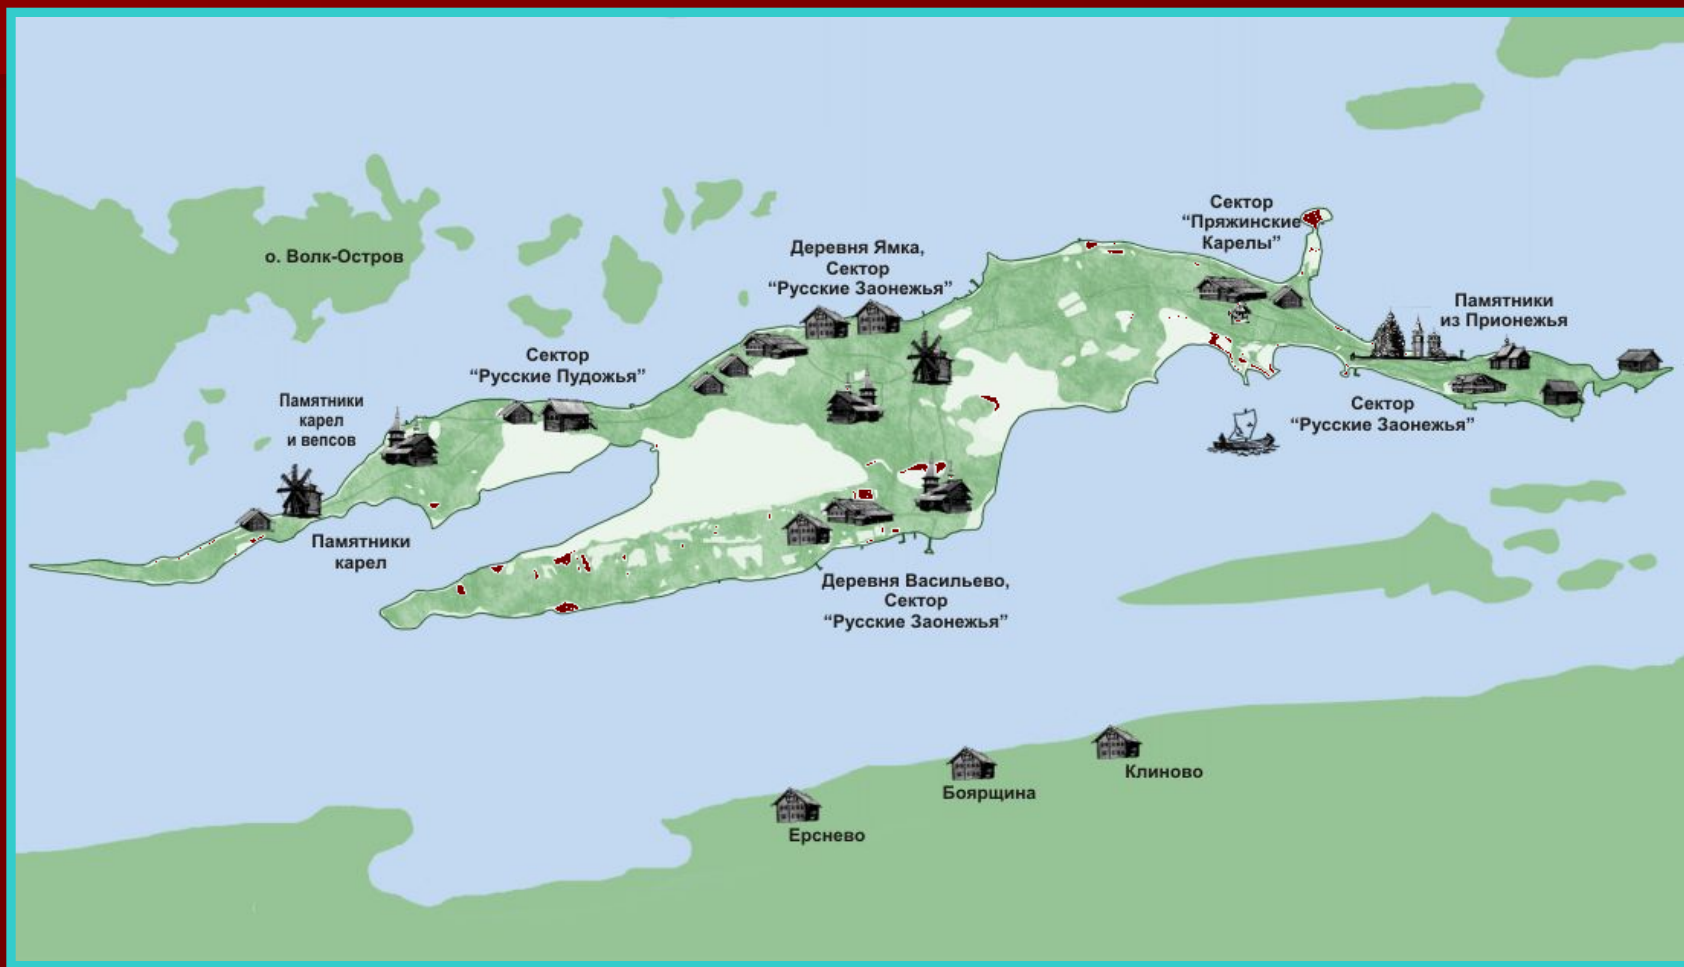 Сектор
“Пряжинские
Карелы”
Деревня Ямка,
Сектор
“Русские Заонежья”
о. Волк-Остров
Памятники
из Прионежья
Сектор
“Русские Пудожья”
Памятники
карел
и вепсов
Сектор
“Русские Заонежья”
Памятники
карел
Деревня Васильево,
Сектор
“Русские Заонежья”
Клиново
Боярщина
Ерснево